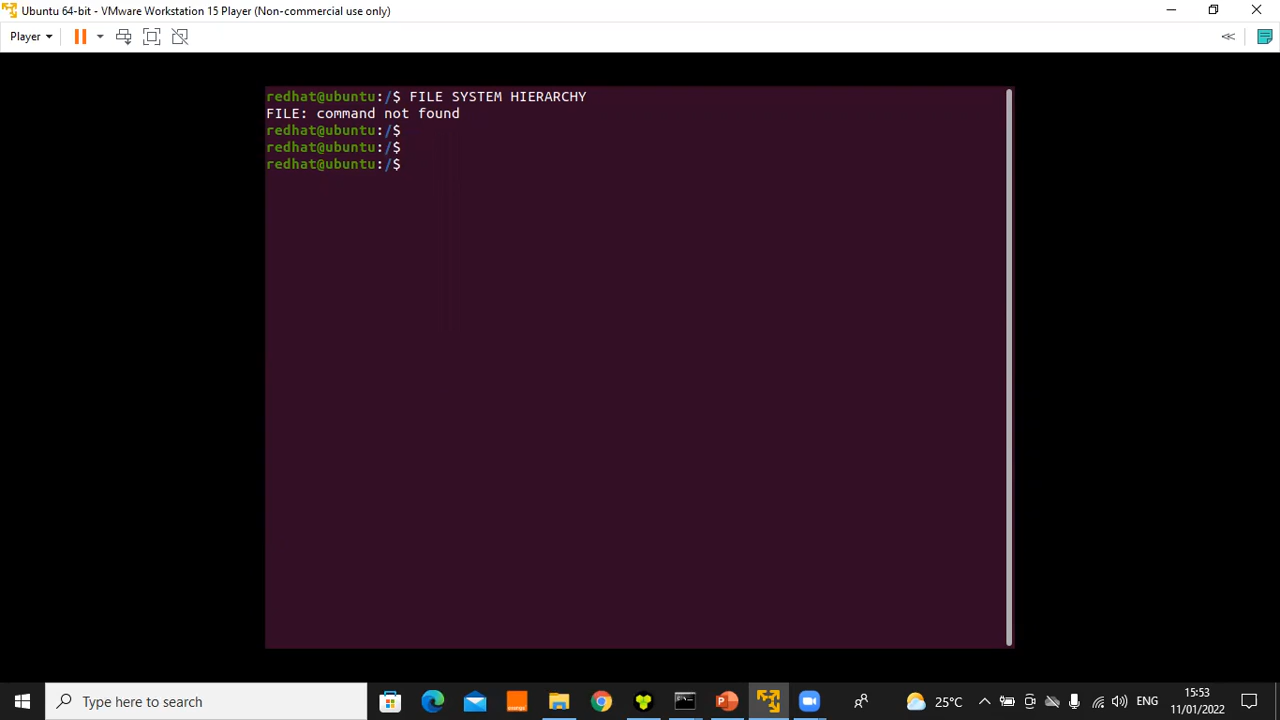 Ubuntu 64-bit - VMware Workstation 15 Player (Non-commercial use only)
Player
redhat@ubuntu:/$ FILE SYSTEM HIERARCHY
FILE: command not found
redhat@ubuntu:/$
redhat@ubuntu:/$
redhat@ubuntu:/$
Type here to search
25°C
ENG
15:53
11/01/2022